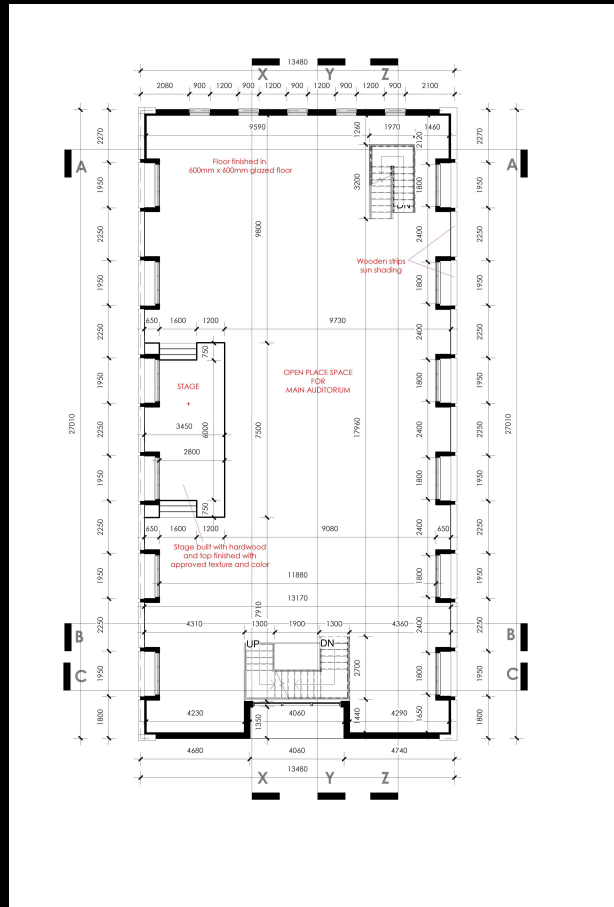 13480
X Y Z
2080 900 1200 900 1200 900 1200 900 1200 900 2100
9590
1260
1970
1460
2120
2270
2270
A
A
Floor finished in
600mm x 600mm glazed floor
3200
DN
1950
1800
1950
9800
2250
2400
2250
Wooden strips
sun shading
1950
1800
1950
650 1600 1200
9730
2250
2400
2250
750
STAGE
+
OPEN PLACE SPACE
FOR
MAIN AUDITORIUM
1950
1800
1950
27010
3450
6000
7500
17960
2250
2400
2250
27010
2800
1950
1800
1950
750
650 1600 1200
9080
650
2250
2400
2250
Stage built with hardwood
and top finished with
approved texture and color
1950
1800
1950
11880
13170
7910
2250
2400
2250
4310 1300 1900 1300 4360
B
B
UP
DN
2700
C
C
1950
1800
1950
4230
4060
4290
1350
1440
1650
1800
1800
4680 4060 4740
13480
X Y Z